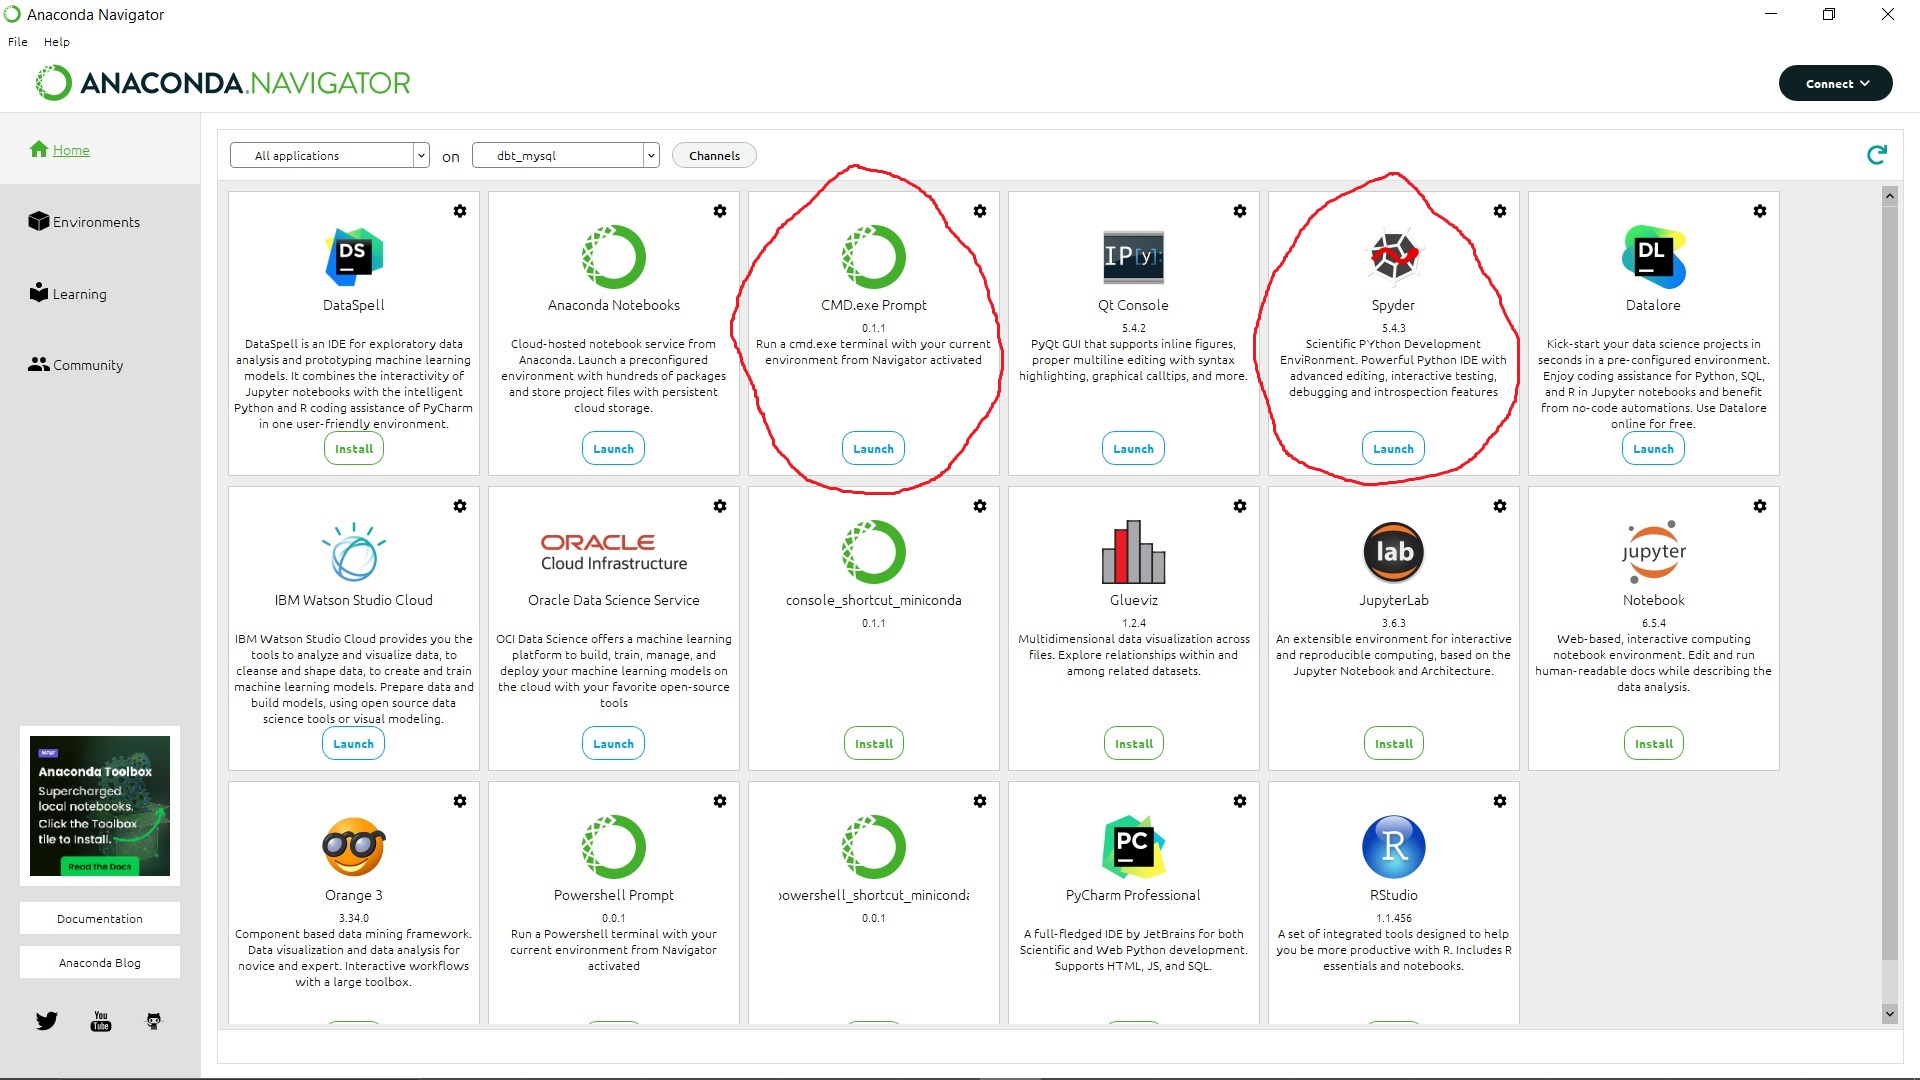 Anaconda Navigator
File Help
ANACONDA.NAVIGATOR
Connect
Home
Environments
Learning
Community
NEW
Anaconda Toolbox
Supercharged
local notebooks.
Click the Toolbox
tile to Install.
Read the Docs
Documentation
Anaconda Blog
You
Tube
All applications on dbt_mysql Channels
DS
DataSpell
DataSpell is an IDE for exploratory data
analysis and prototyping machine learning
models. It combines the interactivity of
Jupyter notebooks with the intelligent
Python and R coding assistance of PyCharm
in one user-friendly environment.
Install
Anaconda Notebooks
Cloud-hosted notebook service from
Anaconda. Launch a preconfigured
environment with hundreds of packages
and store project files with persistent
cloud storage.
Launch
CMD.exe Prompt
0.1.1
Run a cmd.exe terminal with your current
environment from Navigator activated
Launch
IP[y]:
Qt Console
5.4.2
PyQt GUI that supports inline figures,
proper multiline editing with syntax
highlighting, graphical calltips, and more.
Launch
Spyder
5.4.3
Scientific PYthon Development
EnviRonment. Powerful Python IDE with
advanced editing, interactive testing,
debugging and introspection features
Launch
DL
Datalore
Kick-start your data science projects in
seconds in a pre-configured environment.
Enjoy coding assistance for Python, SQL,
and R in Jupyter notebooks and benefit
from no-code automations. Use Datalore
online for free.
Launch
IBM Watson Studio Cloud
IBM Watson Studio Cloud provides you the
tools to analyze and visualize data, to
cleanse and shape data, to create and train
machine learning models. Prepare data and
build models, using open source data
science tools or visual modeling.
Launch
ORACLE
Cloud Infrastructure
Oracle Data Science Service
OCI Data Science offers a machine learning
platform to build, train, manage, and
deploy your machine learning models on
the cloud with your favorite open-source
tools
Launch
console_shortcut_miniconda
0.1.1
Install
Glueviz
1.2.4
Multidimensional data visualization across
files. Explore relationships within and
among related datasets.
Install
lab
JupyterLab
3.6.3
An extensible environment for interactive
and reproducible computing, based on the
Jupyter Notebook and Architecture.
Install
jupyter
Notebook
6.5.4
Web-based, interactive computing
notebook environment. Edit and run
human-readable docs while describing the
data analysis.
Install
Orange 3
3.34.0
Component based data mining framework.
Data visualization and data analysis for
novice and expert. Interactive workflows
with a large toolbox.
Powershell Prompt
0.0.1
Run a Powershell terminal with your
current environment from Navigator
activated
powershell_shortcut_miniconda
0.0.1
PC
PyCharm Professional
A full-fledged IDE by JetBrains for both
Scientific and Web Python development.
Supports HTML, JS, and SQL.
R
RStudio
1.1.456
A set of integrated tools designed to help
you be more productive with R. Includes R
essentials and notebooks.